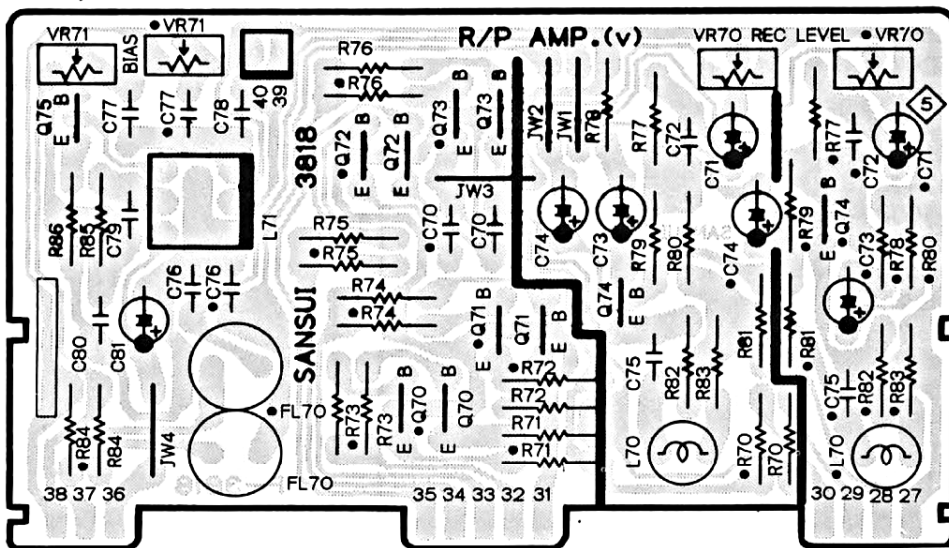 R/P AMP.(v)
VR71
BIAS
•VR71
40
39
R76
•R76
VR70 REC LEVEL •VR70
5
Q75
B
E
C77
•C77
C78
•Q72
B
E
Q72
B
E
•Q73
B
E
Q73
B
E
JW2
JW1
R78
R77
C72
C71
•R77
•C72
•C71
SANSUI 3818
JW3
R86
R85
C79
L71
R75
•R75
•C70
C70
C74
C73
R79
R80
•C74
•R79
B
•Q74
E
•C73
•R78
•R80
C76
•C76
R74
•R74
C80
C81
•Q71
B
E
Q71
B
E
Q74
B
E
R81
•R81
•R72
R72
R71
•R71
C75
R82
R83
•C75
•R82
•R83
•R84
R84
JW4
•FL70
FL70
•R73
R73
•Q70
B
E
Q70
B
E
L70
•R70
R70
•L70
38 37 36
35 34 33 32 31
30 29 28 27